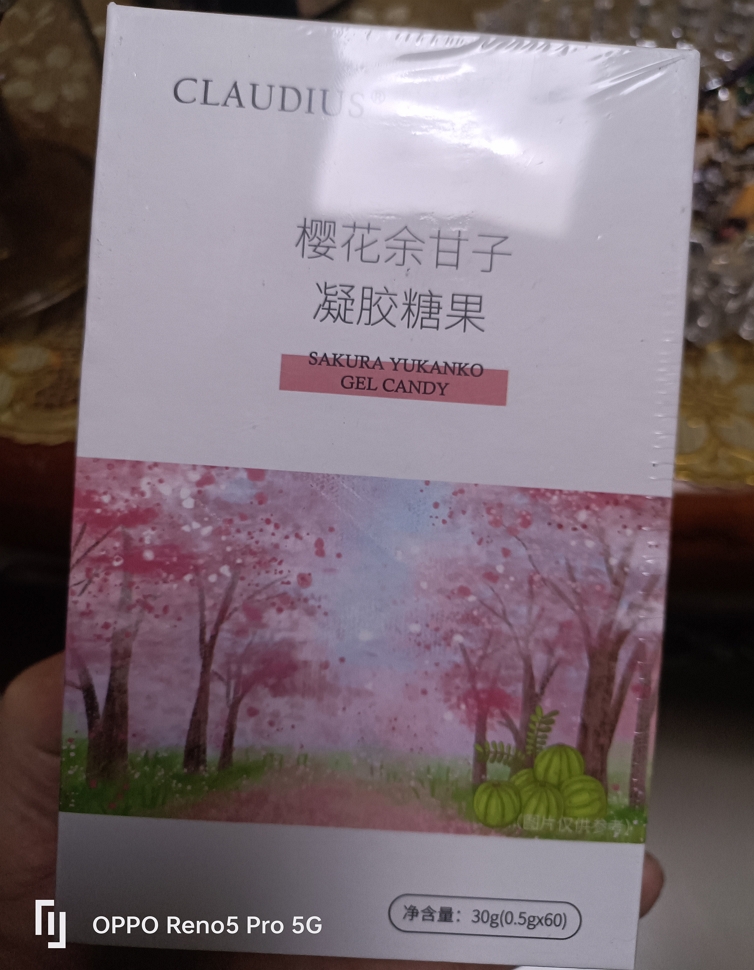 CLAUDIUS®
樱花余甘子
凝胶糖果
SAKURA YUKANKO
GEL CANDY
(图片仅供参考)
净含量：30g(0.5gx60)
OPPO Reno5 Pro 5G